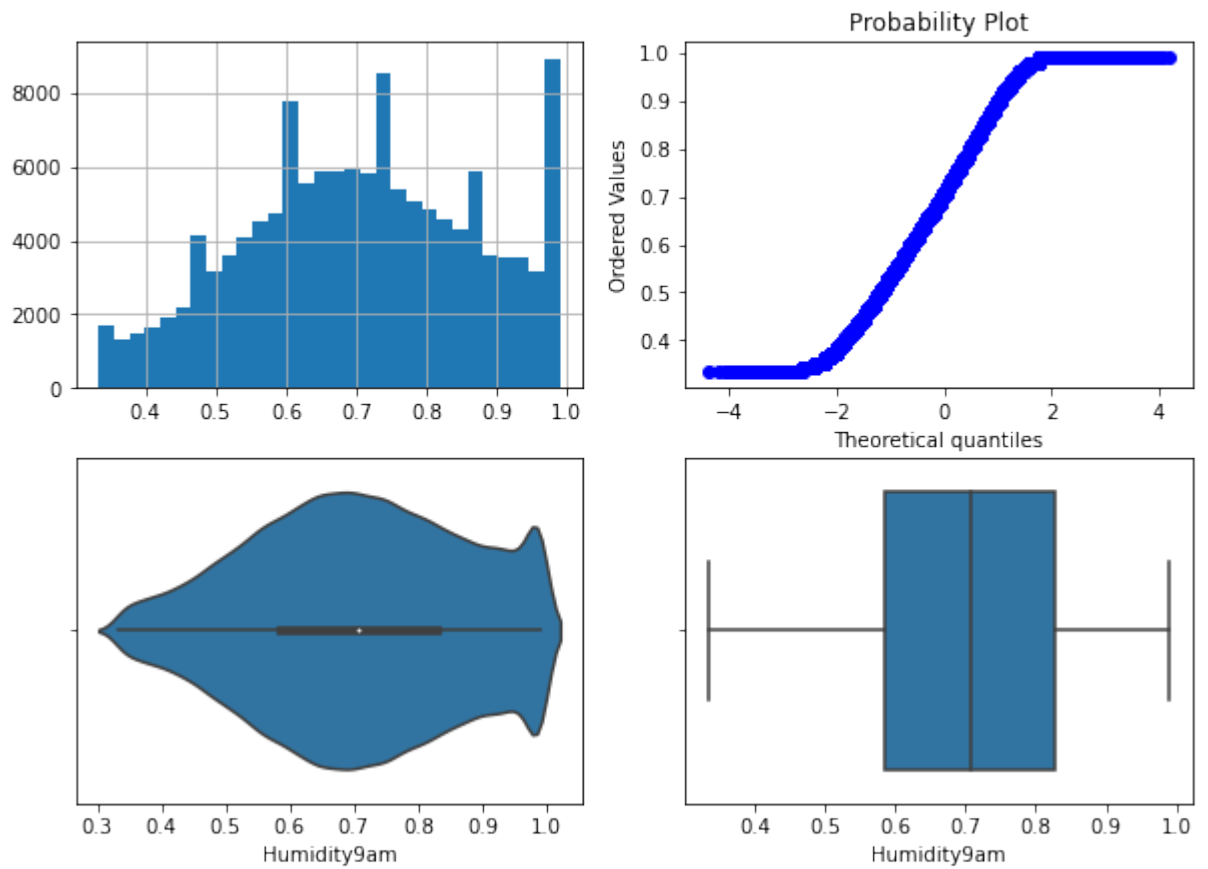 8000
6000
4000
2000
0
0.4 0.5 0.6 0.7 0.8 0.9 1.0
Probability Plot
Ordered Values
1.0
0.9
0.8
0.7
0.6
0.5
0.4
−4 −2 0 2 4
Theoretical quantiles
0.3 0.4 0.5 0.6 0.7 0.8 0.9 1.0
Humidity9am
0.4 0.5 0.6 0.7 0.8 0.9 1.0
Humidity9am